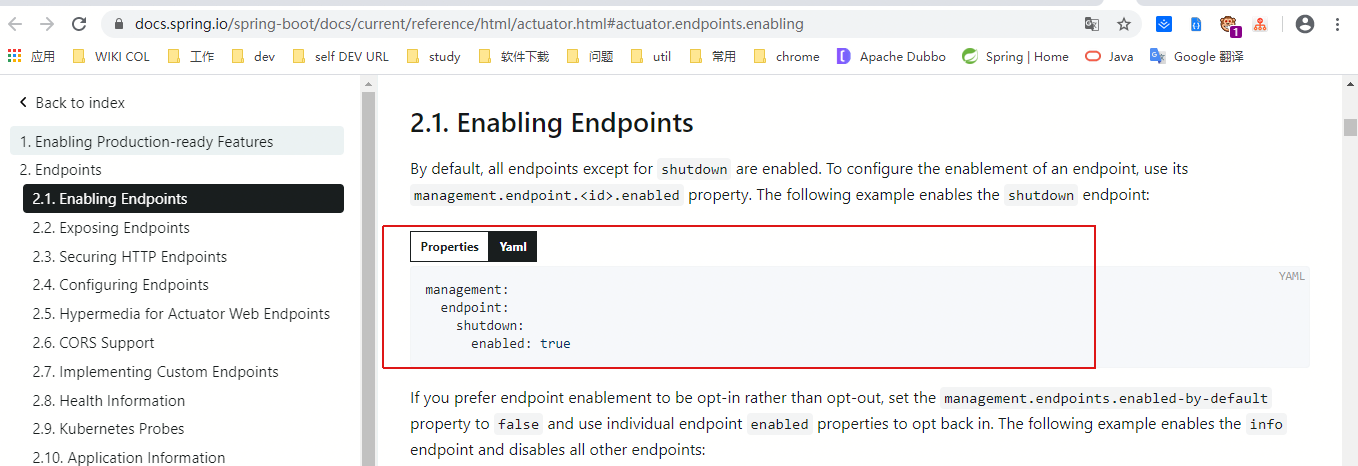 docs.spring.io/spring-boot/docs/current/reference/html/actuator.html#actuator.endpoints.enabling
1
应用 WIKI COL 工作 dev self DEV URL study 软件下载 问题 util 常用 chrome Apache Dubbo Spring | Home Java Google 翻译
Back to index
1. Enabling Production-ready Features
2. Endpoints
2.1. Enabling Endpoints
2.2. Exposing Endpoints
2.3. Securing HTTP Endpoints
2.4. Configuring Endpoints
2.5. Hypermedia for Actuator Web Endpoints
2.6. CORS Support
2.7. Implementing Custom Endpoints
2.8. Health Information
2.9. Kubernetes Probes
2.10. Application Information
2.1. Enabling Endpoints
By default, all endpoints except for shutdown are enabled. To configure the enablement of an endpoint, use its
management.endpoint.<id>.enabled property. The following example enables the shutdown endpoint:
Properties Yaml
YAML
management:
  endpoint:
    shutdown:
      enabled: true
If you prefer endpoint enablement to be opt-in rather than opt-out, set the management.endpoints.enabled-by-default
property to false and use individual endpoint enabled properties to opt back in. The following example enables the info
endpoint and disables all other endpoints: